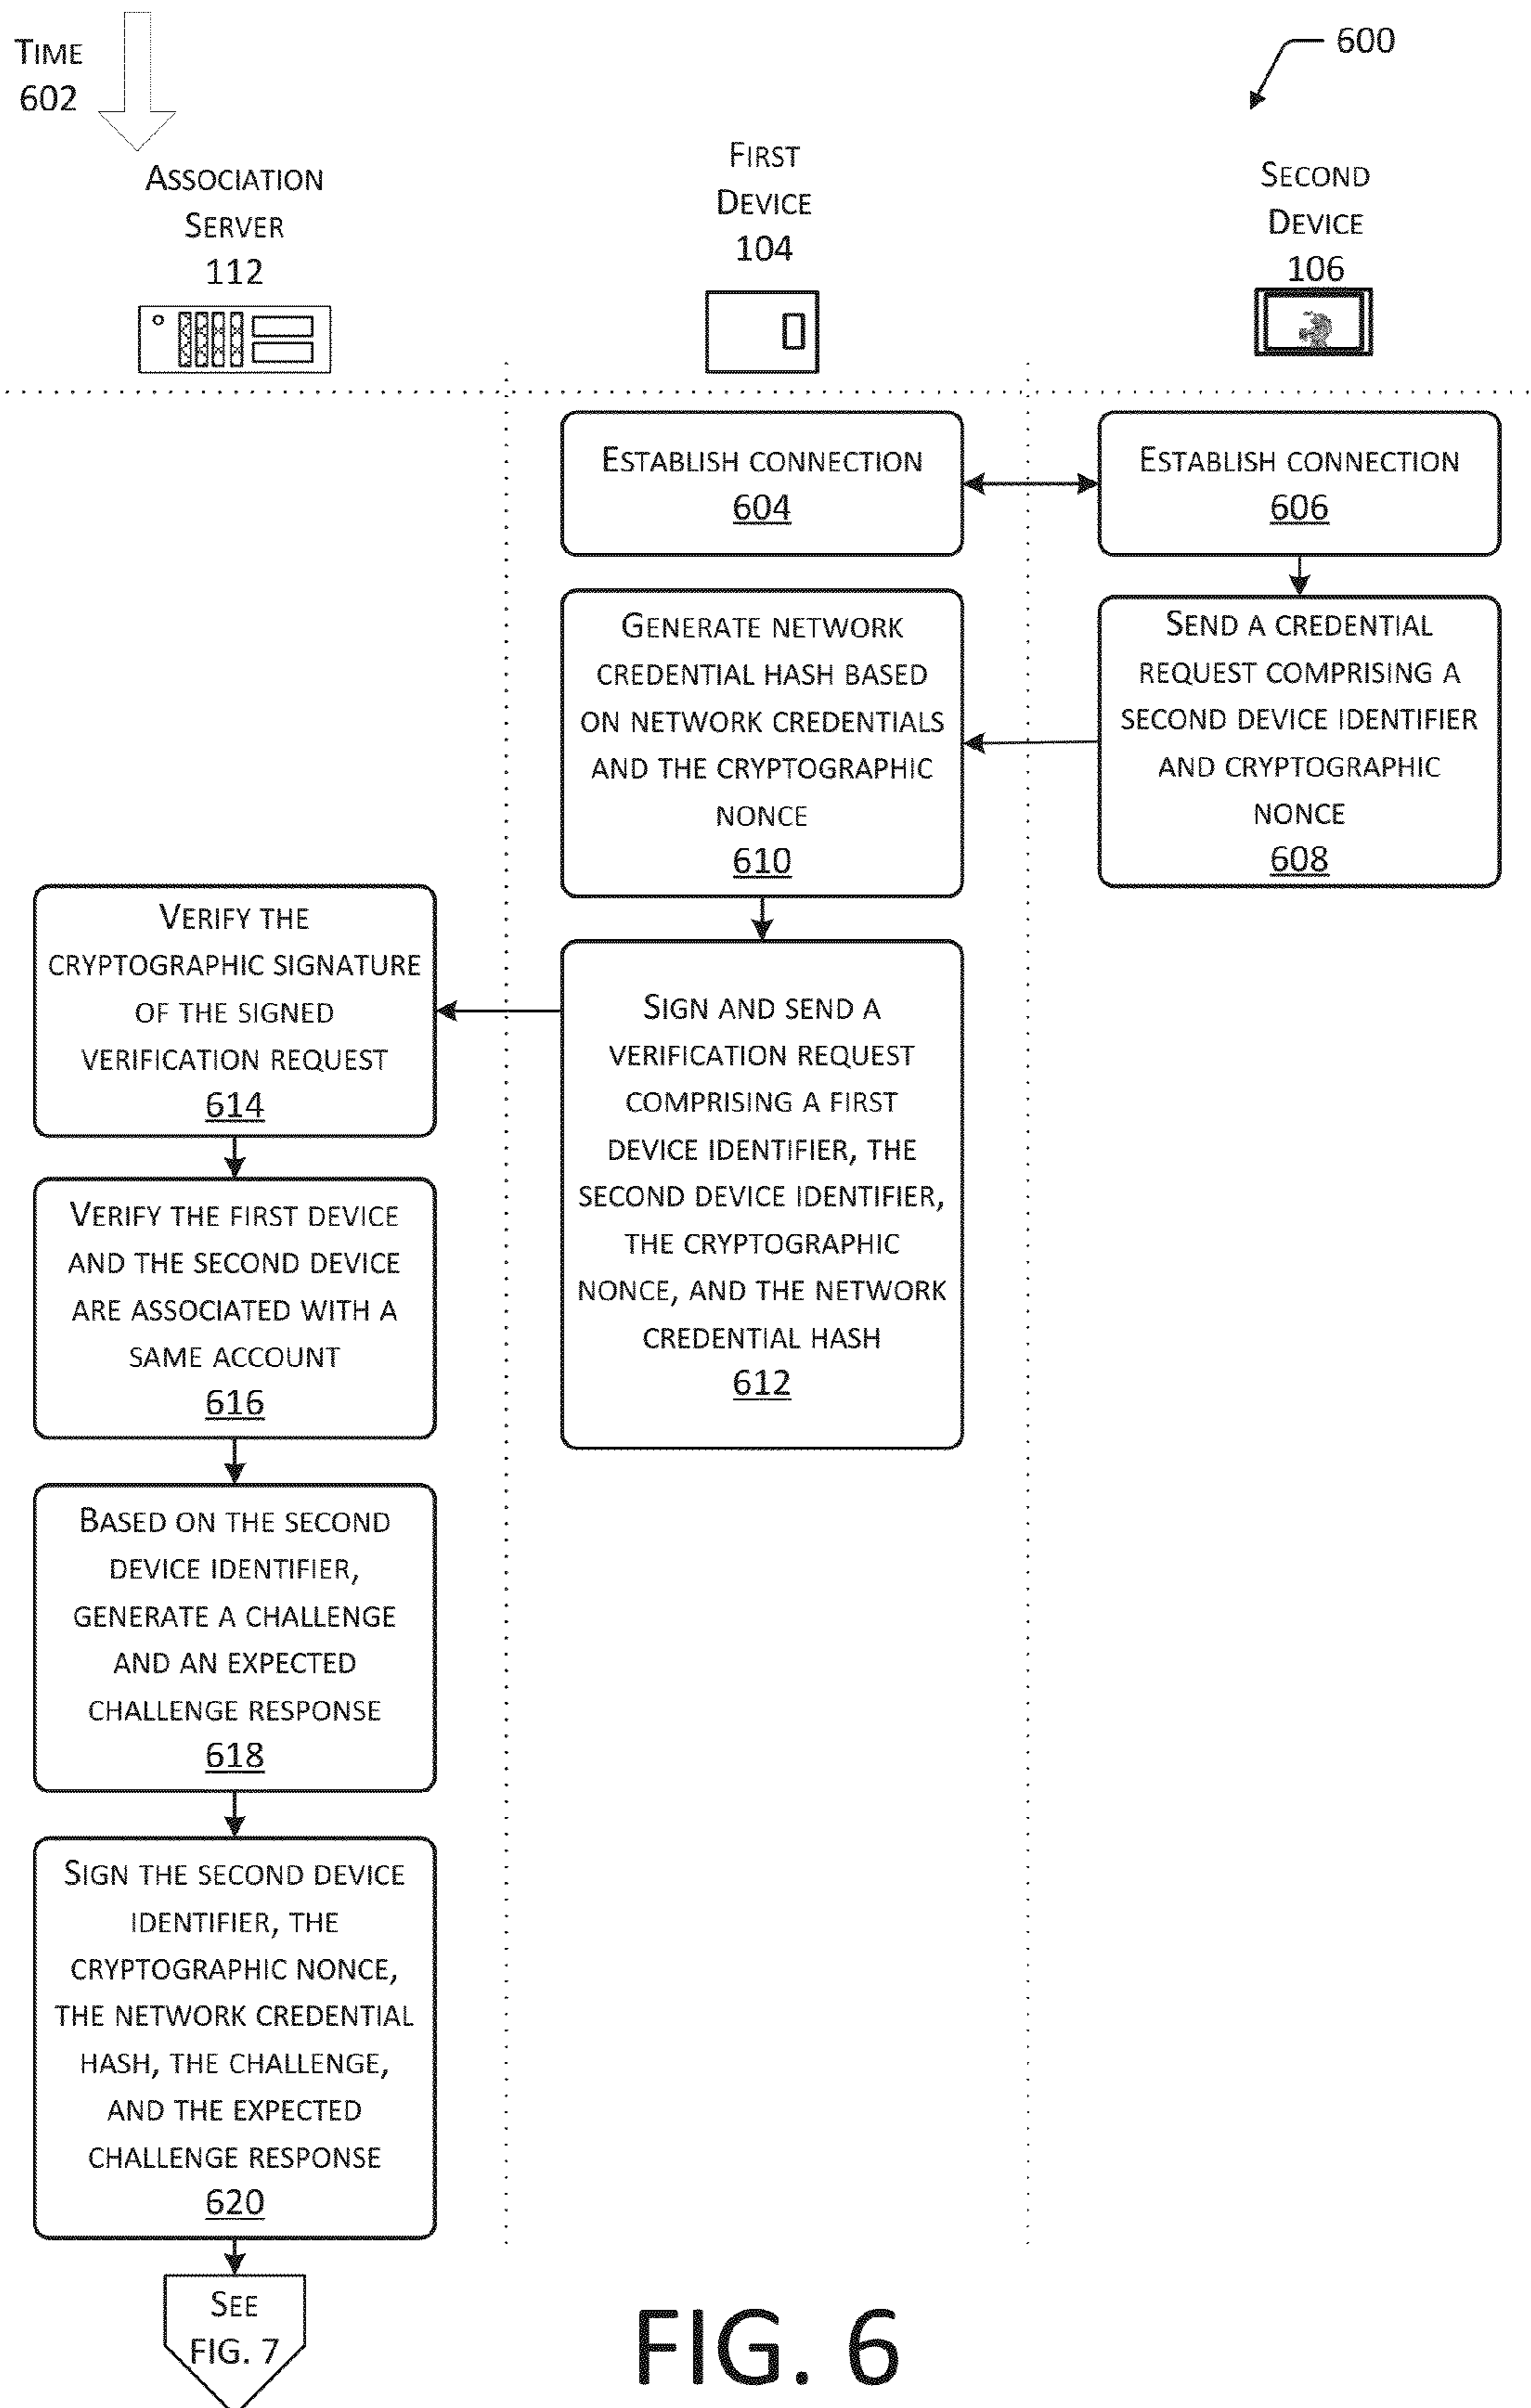 TIME
602
600
ASSOCIATION
SERVER
112
FIRST
DEVICE
104
SECOND
DEVICE
106
ESTABLISH CONNECTION
604
ESTABLISH CONNECTION
606
SEND A CREDENTIAL
REQUEST COMPRISING A
SECOND DEVICE IDENTIFIER
AND CRYPTOGRAPHIC
NONCE
608
GENERATE NETWORK
CREDENTIAL HASH BASED
ON NETWORK CREDENTIALS
AND THE CRYPTOGRAPHIC
NONCE
610
SIGN AND SEND A
VERIFICATION REQUEST
COMPRISING A FIRST
DEVICE IDENTIFIER, THE
SECOND DEVICE IDENTIFIER,
THE CRYPTOGRAPHIC
NONCE, AND THE NETWORK
CREDENTIAL HASH
612
VERIFY THE
CRYPTOGRAPHIC SIGNATURE
OF THE SIGNED
VERIFICATION REQUEST
614
VERIFY THE FIRST DEVICE
AND THE SECOND DEVICE
ARE ASSOCIATED WITH A
SAME ACCOUNT
616
BASED ON THE SECOND
DEVICE IDENTIFIER,
GENERATE A CHALLENGE
AND AN EXPECTED
CHALLENGE RESPONSE
618
SIGN THE SECOND DEVICE
IDENTIFIER, THE
CRYPTOGRAPHIC NONCE,
THE NETWORK CREDENTIAL
HASH, THE CHALLENGE,
AND THE EXPECTED
CHALLENGE RESPONSE
620
SEE
FIG. 7
FIG. 6